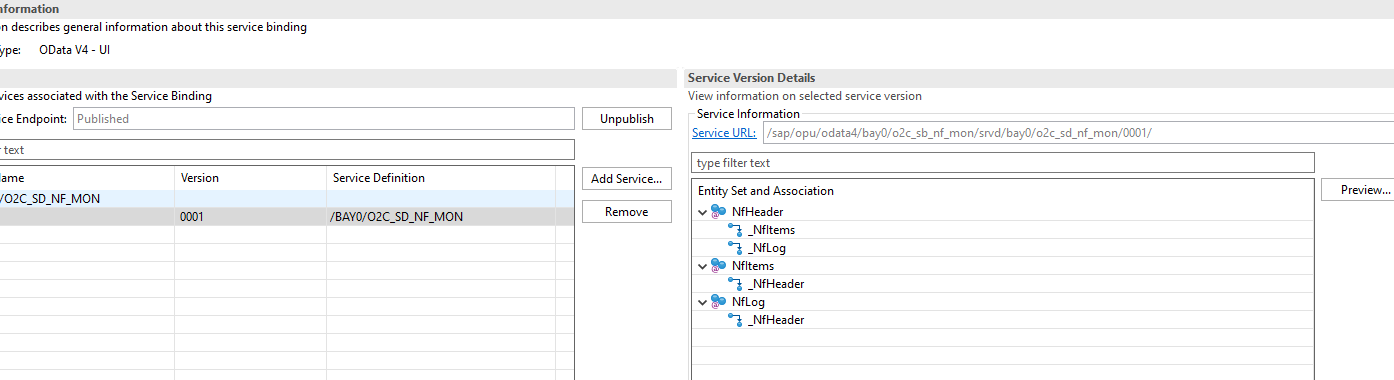 nformation
on describes general information about this service binding
ype: OData V4 - UI
vices associated with the Service Binding
ice Endpoint: Published
Unpublish
r text
Name Version Service Definition
Add Service...
/O2C_SD_NF_MON
Remove
0001 /BAY0/O2C_SD_NF_MON
Service Version Details
View information on selected service version
Service Information
Service URL: /sap/opu/odata4/bay0/o2c_sb_nf_mon/srvd/bay0/o2c_sd_nf_mon/0001/
type filter text
Entity Set and Association
Preview...
NfHeader
_NfItems
_NfLog
NfItems
_NfHeader
NfLog
_NfHeader